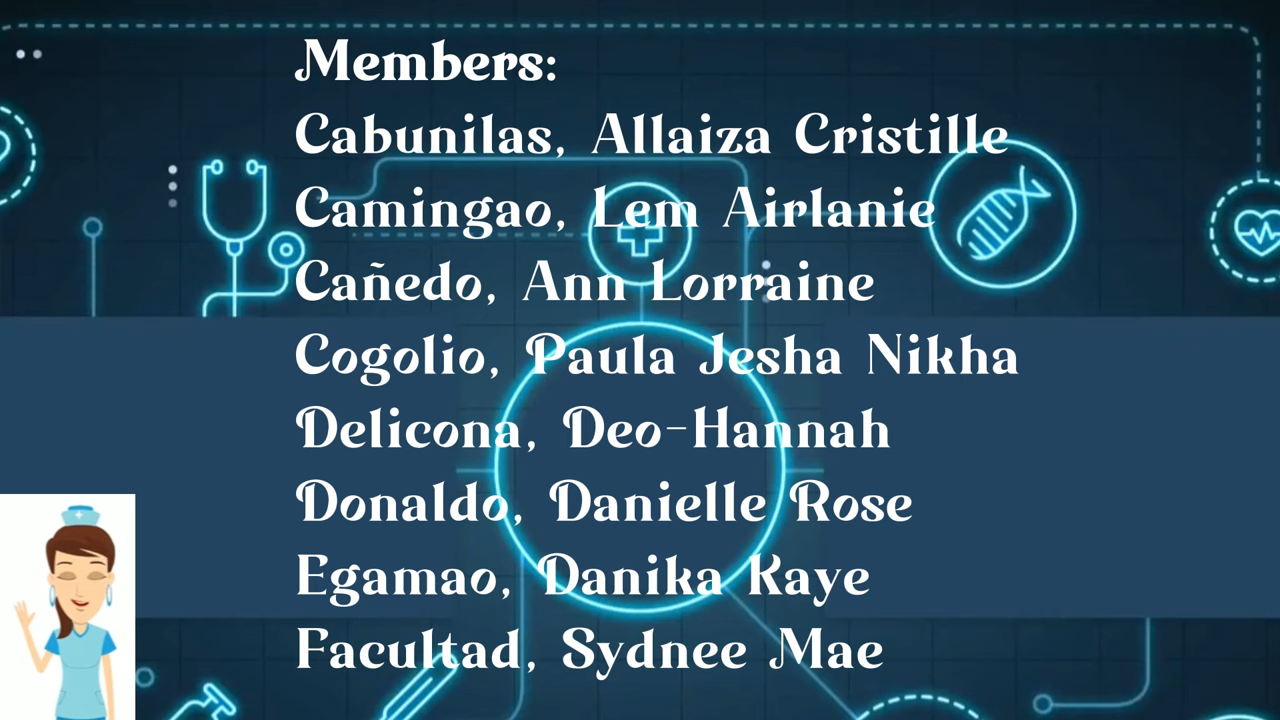 Members:
Cabunilas, Allaiza Cristille
Camingao, Lem Airlanie
Cañedo, Ann Lorraine
Cogolio, Paula Jesha Nikha
Delicona, Deo-Hannah
Donaldo, Danielle Rose
Egamao, Danika Kaye
Facultad, Sydnee Mae